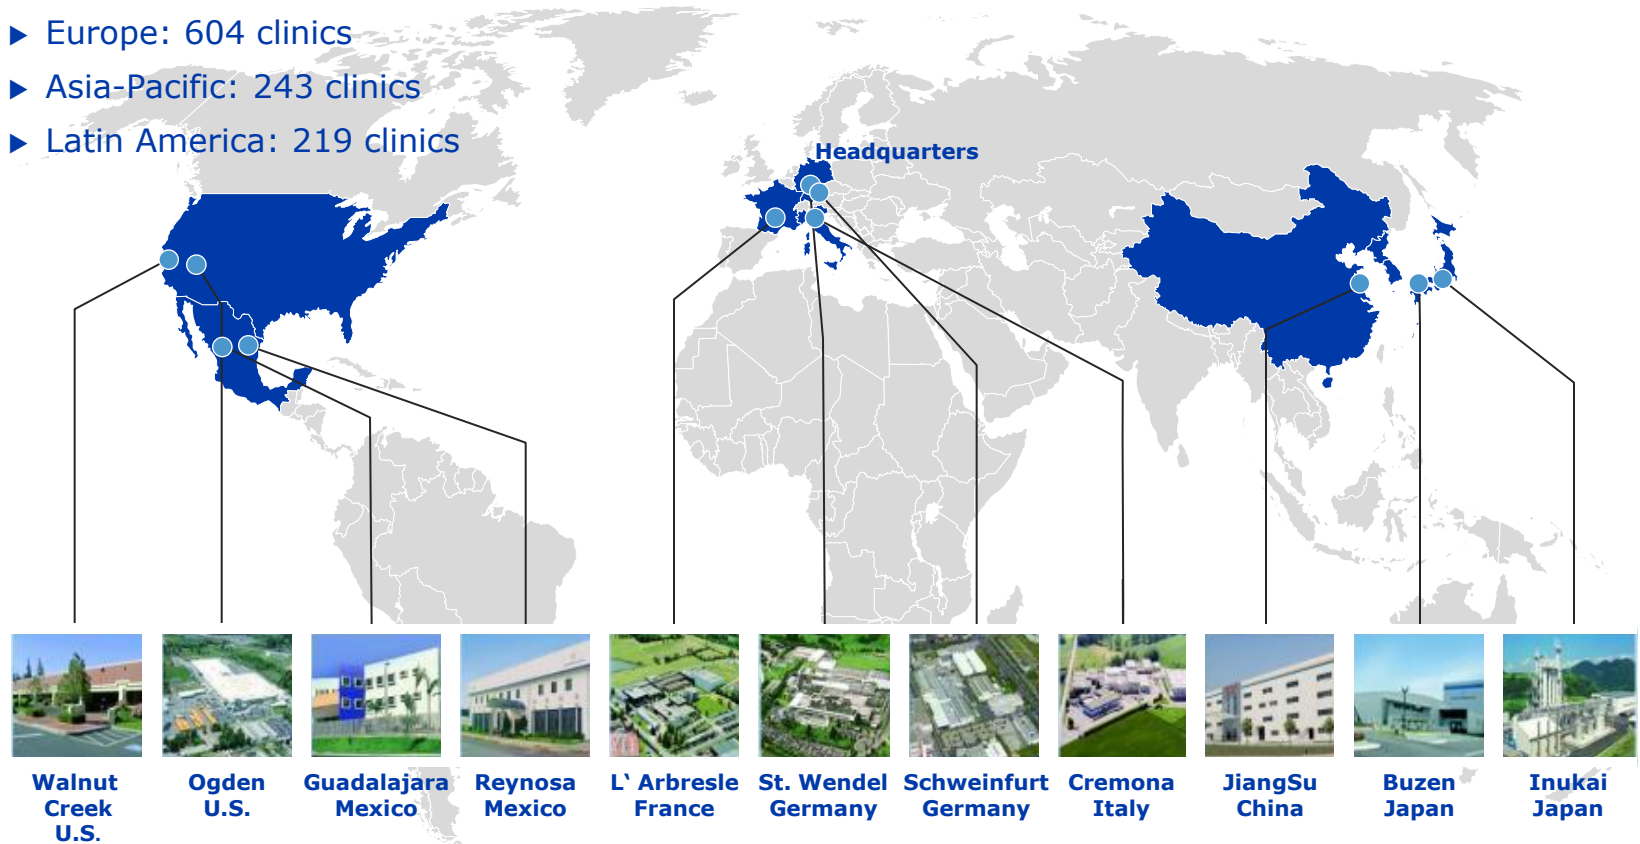 ► Europe: 604 clinics
► Asia-Pacific: 243 clinics
► Latin America: 219 clinics
Headquarters
Walnut
Creek
U.S.
Ogden
U.S.
Guadalajara
Mexico
Reynosa
Mexico
L‘ Arbresle
France
St. Wendel
Germany
Schweinfurt
Germany
Cremona
Italy
JiangSu
China
Buzen
Japan
Inukai
Japan